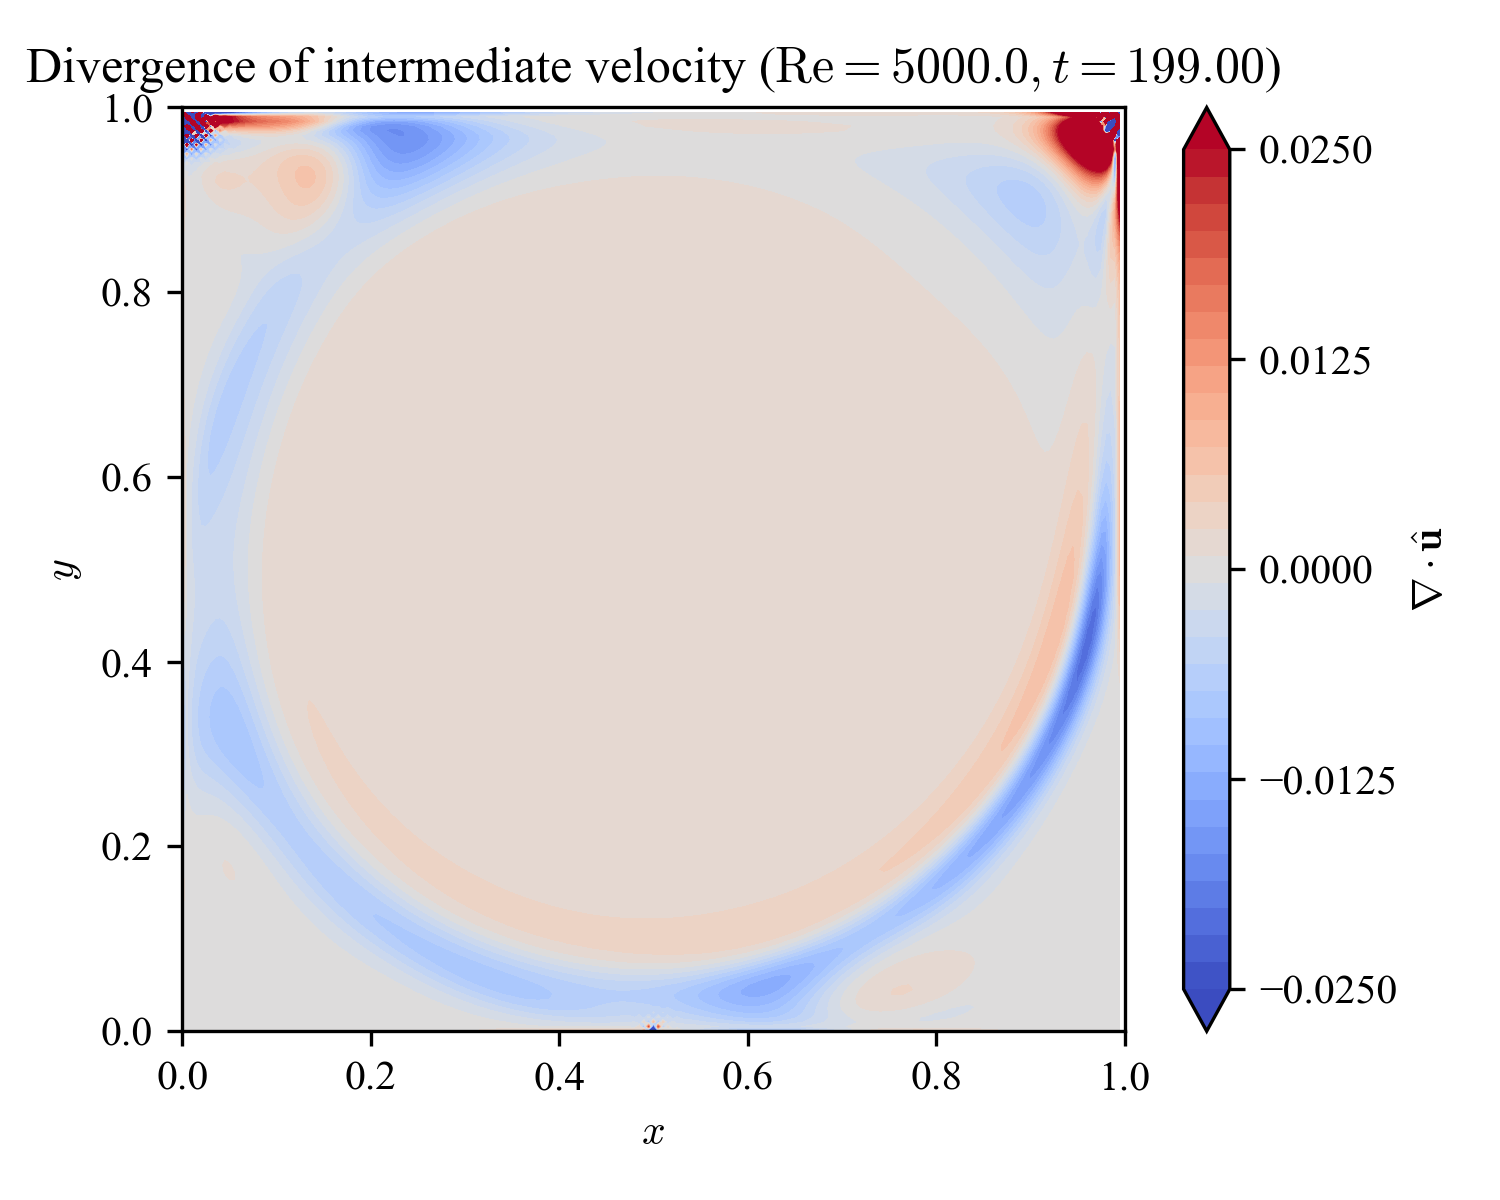 Divergence of intermediate velocity (Re = 5000.0, t = 199.00)
1.0
0.8
0.6
0.4
0.2
0.0
y
0.0 0.2 0.4 0.6 0.8 1.0
x
0.0250
0.0125
0.0000
−0.0125
−0.0250
∇ · û